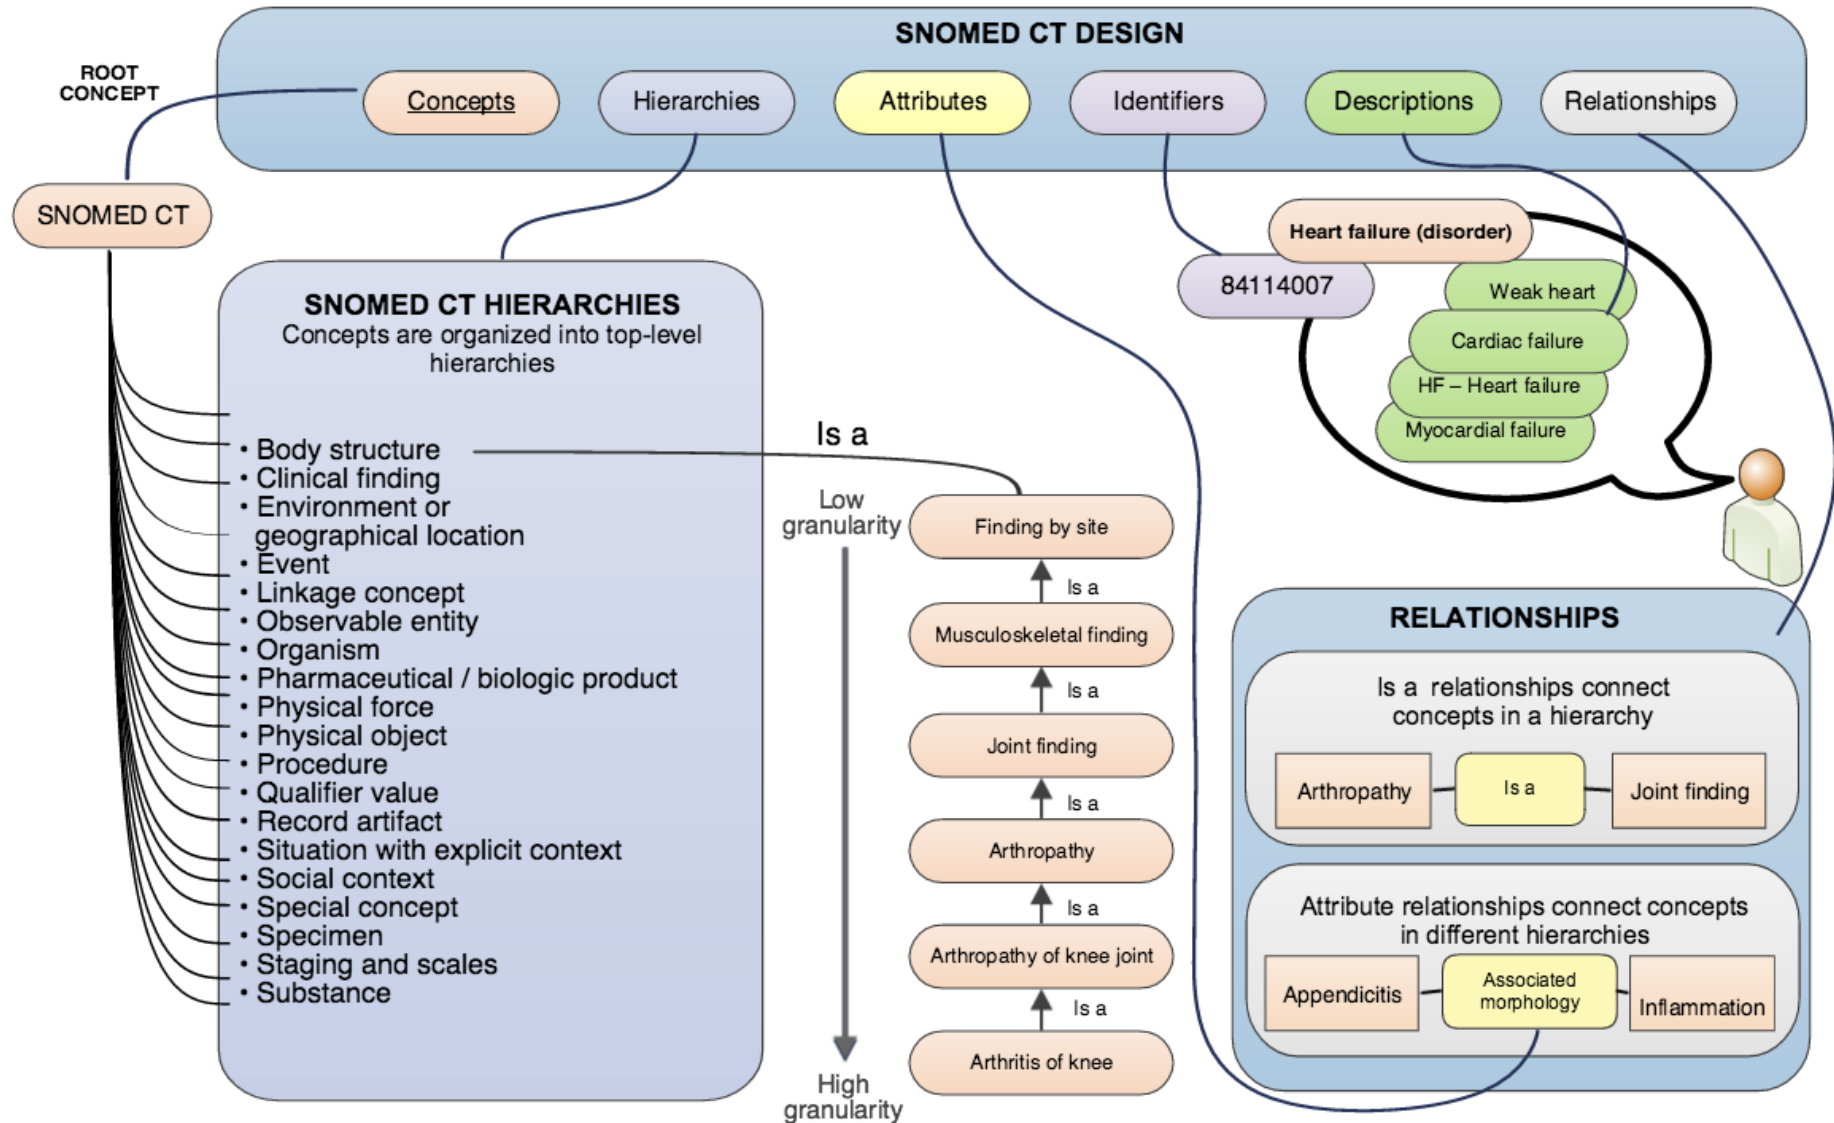 SNOMED CT DESIGN
ROOT
CONCEPT
Concepts
Hierarchies
Attributes
Identifiers
Descriptions
Relationships
SNOMED CT
SNOMED CT HIERARCHIES
Concepts are organized into top-level
hierarchies
• Body structure
• Clinical finding
• Environment or
geographical location
• Event
• Linkage concept
• Observable entity
• Organism
• Pharmaceutical / biologic product
• Physical force
• Physical object
• Procedure
• Qualifier value
• Record artifact
• Situation with explicit context
• Social context
• Special concept
• Specimen
• Staging and scales
• Substance
Is a
Low
granularity
High
granularity
Finding by site
Is a
Musculoskeletal finding
Is a
Joint finding
Is a
Arthropathy
Is a
Arthropathy of knee joint
Is a
Arthritis of knee
Heart failure (disorder)
84114007
Weak heart
Cardiac failure
HF – Heart failure
Myocardial failure
RELATIONSHIPS
Is a relationships connect
concepts in a hierarchy
Arthropathy
Is a
Joint finding
Attribute relationships connect concepts
in different hierarchies
Appendicitis
Associated
morphology
Inflammation